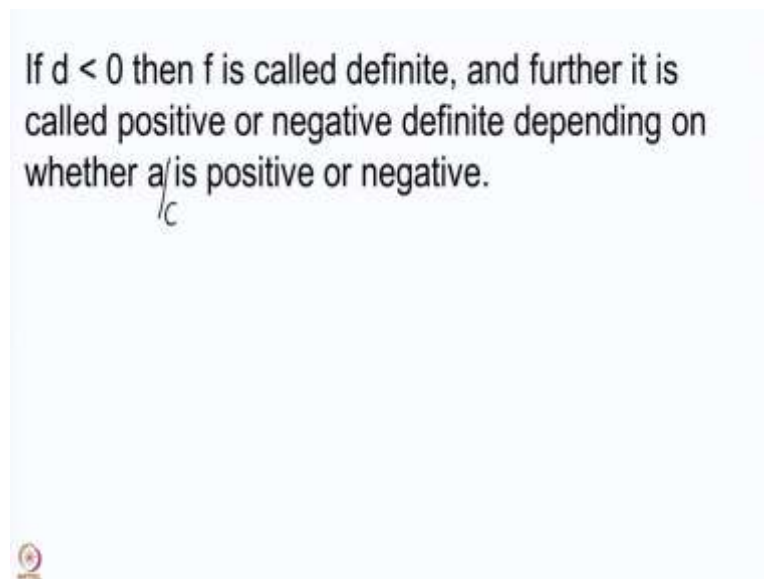 If d < 0 then f is called definite, and further it is
called positive or negative definite depending on
whether a/c is positive or negative.